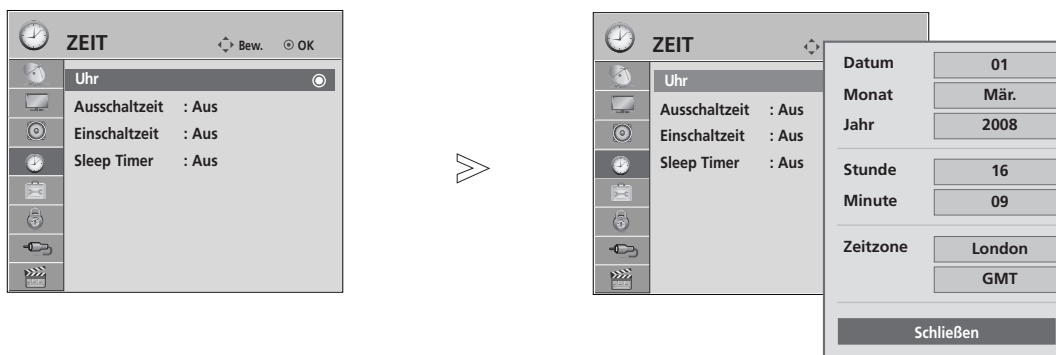 ZEIT Bew. OK
Uhr
Ausschaltzeit : Aus
Einschaltzeit : Aus
Sleep Timer : Aus
ZEIT
Uhr
Ausschaltzeit : Aus
Einschaltzeit : Aus
Sleep Timer : Aus
Datum 01
Monat Mär.
Jahr 2008
Stunde 16
Minute 09
Zeitzone London
GMT
Schließen